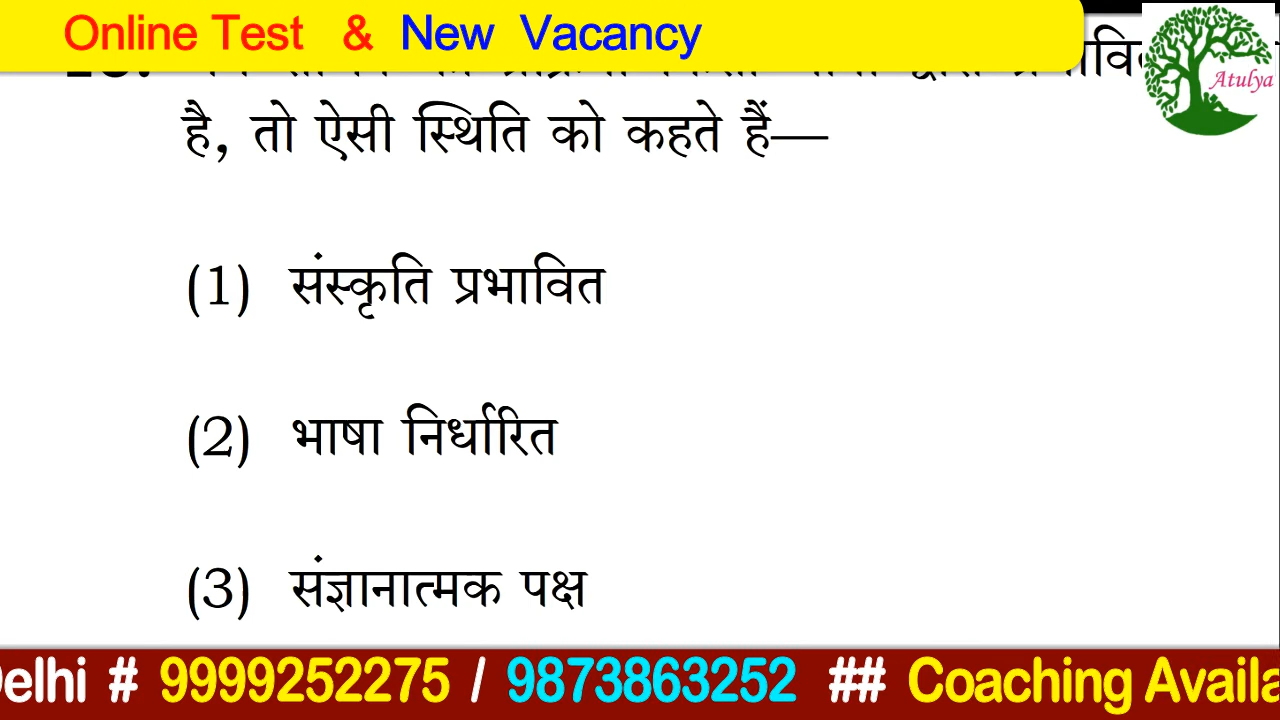 Online Test & New Vacancy
Atulya
है, तो ऐसी स्थिति को कहते हैं—
(1) संस्कृति प्रभावित
(2) भाषा निर्धारित
(3) संज्ञानात्मक पक्ष
Delhi # 9999252275 / 9873863252 ## Coaching Availa